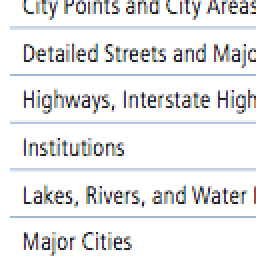 City Points and City Areas
Detailed Streets and Majo
Highways, Interstate High
Institutions
Lakes, Rivers, and Water
Major Cities